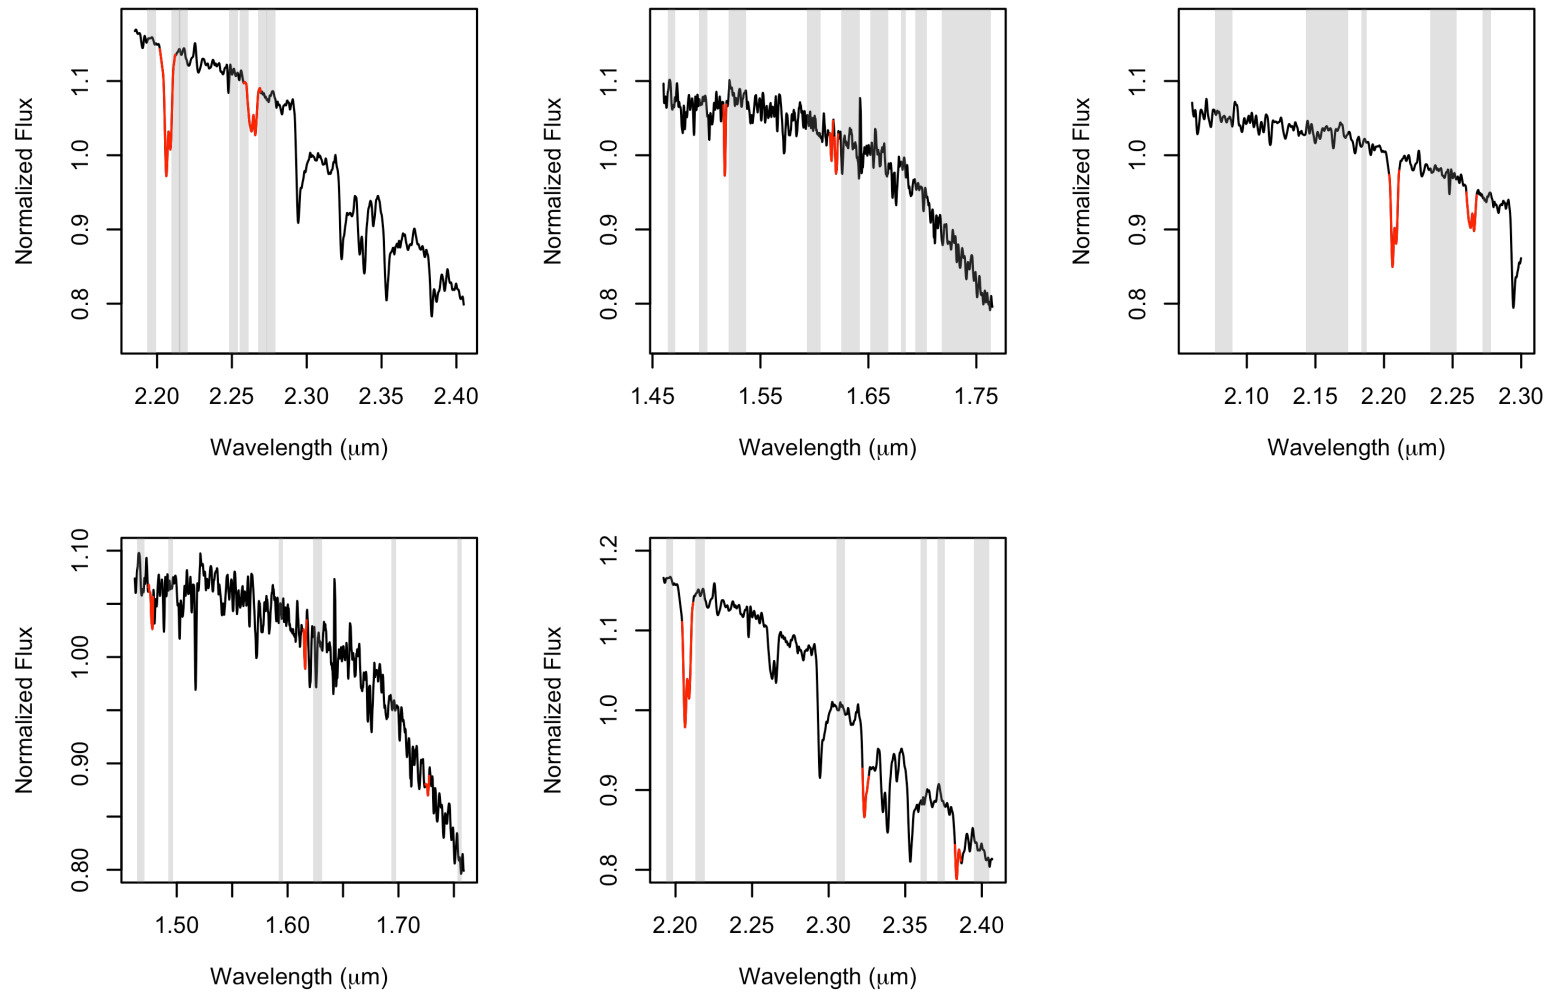 Normalized Flux
0.8 0.9 1.0 1.1
2.20 2.25 2.30 2.35 2.40
Wavelength (μm)
Normalized Flux
0.8 0.9 1.0 1.1
1.45 1.55 1.65 1.75
Wavelength (μm)
Normalized Flux
0.8 0.9 1.0 1.1
2.10 2.15 2.20 2.25 2.30
Wavelength (μm)
Normalized Flux
0.80 0.90 1.00 1.10
1.50 1.60 1.70
Wavelength (μm)
Normalized Flux
0.8 0.9 1.0 1.1 1.2
2.20 2.25 2.30 2.35 2.40
Wavelength (μm)